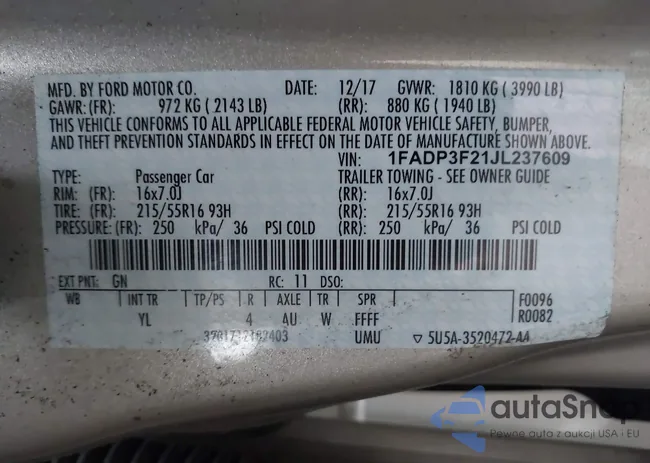 MFD. BY FORD MOTOR CO. DATE: 12/17 GVWR: 1810 KG ( 3990 LB)
GAWR: (FR): 972 KG ( 2143 LB) (RR): 880 KG ( 1940 LB)
THIS VEHICLE CONFORMS TO ALL APPLICABLE FEDERAL MOTOR VEHICLE SAFETY, BUMPER,
AND THEFT PREVENTION STANDARDS IN EFFECT ON THE DATE OF MANUFACTURE SHOWN ABOVE.
VIN: 1FADP3F21JL237609
TYPE: Passenger Car TRAILER TOWING - SEE OWNER GUIDE
RIM: (FR): 16x7.0J (RR): 16x7.0J
TIRE: (FR): 215/55R16 93H (RR): 215/55R16 93H
PRESSURE: (FR): 250 kPa/ 36 PSI COLD (RR): 250 kPa/ 36 PSI COLD
EXT PNT: GN RC: 11 DSO:
WB INT TR TP/PS R AXLE TR SPR F0096
YL 4 AU W FFFF R0082
UMU ▽ 5U5A-3520472-AA
autaSnap
Pewne auta z aukcji USA i EU